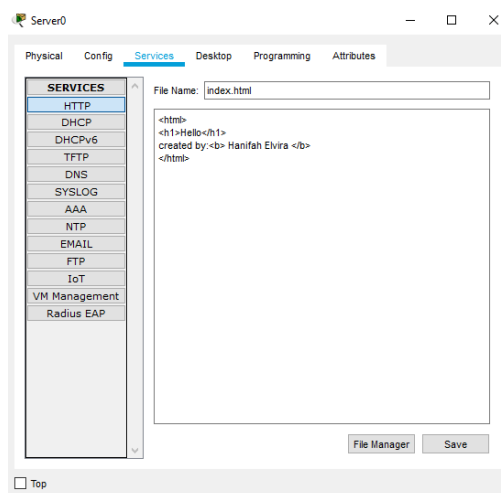 Server0
Physical Config Services Desktop Programming Attributes
SERVICES
HTTP
DHCP
DHCPv6
TFTP
DNS
SYSLOG
AAA
NTP
EMAIL
FTP
IoT
VM Management
Radius EAP
File Name: index.html
<html>
<h1>Hello</h1>
created by:<b> Hanifah Elvira </b>
</html>
File Manager Save
Top